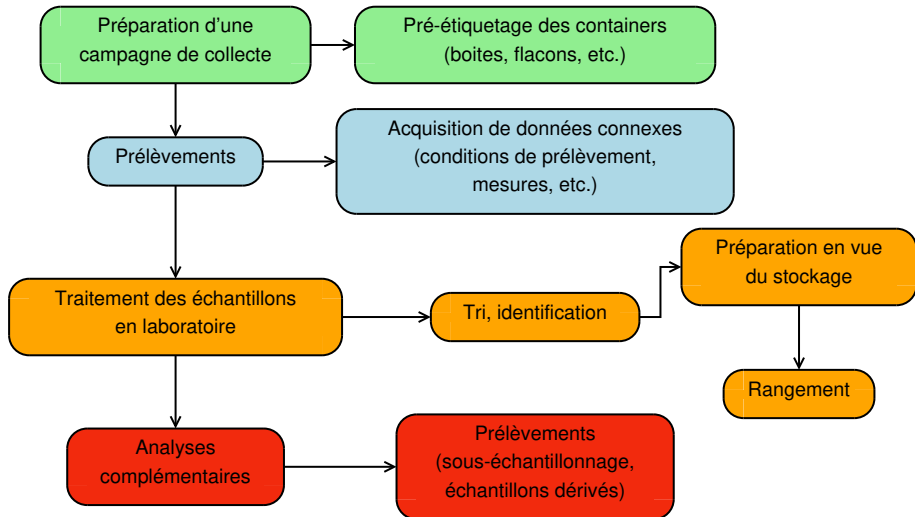 Préparation d'une
campagne de collecte
Pré-étiquetage des containers
(boites, flacons, etc.)
Prélèvements
Acquisition de données connexes
(conditions de prélèvement,
mesures, etc.)
Traitement des échantillons
en laboratoire
Tri, identification
Préparation en vue
du stockage
Rangement
Analyses
complémentaires
Prélèvements
(sous-échantillonnage,
échantillons dérivés)